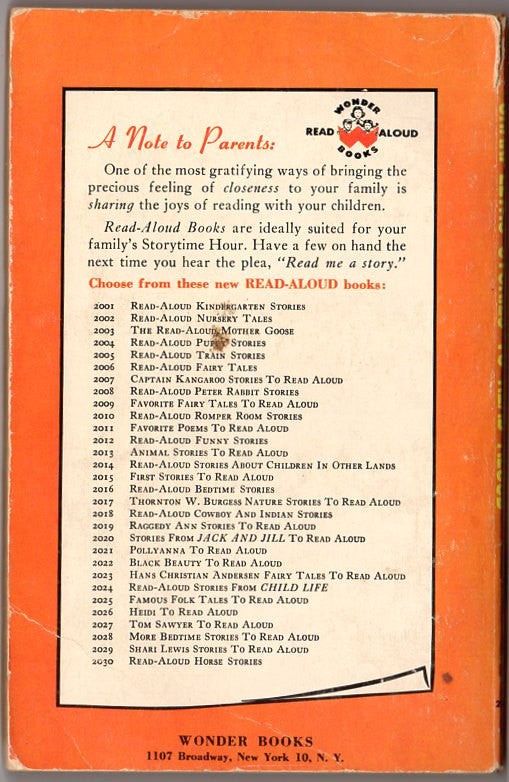 WONDER
READ ALOUD
BOOKS
A Note to Parents:
One of the most gratifying ways of bringing the
precious feeling of closeness to your family is
sharing the joys of reading with your children.
Read-Aloud Books are ideally suited for your
family's Storytime Hour. Have a few on hand the
next time you hear the plea, "Read me a story."
Choose from these new READ-ALOUD books:
2001 READ-ALOUD KINDERGARTEN STORIES
2002 READ-ALOUD NURSERY TALES
2003 THE READ-ALOUD MOTHER GOOSE
2004 READ-ALOUD PUPPY STORIES
2005 READ-ALOUD TRAIN STORIES
2006 READ-ALOUD FAIRY TALES
2007 CAPTAIN KANGAROO STORIES TO READ ALOUD
2008 READ-ALOUD PETER RABBIT STORIES
2009 FAVORITE FAIRY TALES TO READ ALOUD
2010 READ-ALOUD ROMPER ROOM STORIES
2011 FAVORITE POEMS TO READ ALOUD
2012 READ-ALOUD FUNNY STORIES
2013 ANIMAL STORIES TO READ ALOUD
2014 READ-ALOUD STORIES ABOUT CHILDREN IN OTHER LANDS
2015 FIRST STORIES TO READ ALOUD
2016 READ-ALOUD BEDTIME STORIES
2017 THORNTON W. BURGESS NATURE STORIES TO READ ALOUD
2018 READ-ALOUD COWBOY AND INDIAN STORIES
2019 RAGGEDY ANN STORIES TO READ ALOUD
2020 STORIES FROM JACK AND JILL TO READ ALOUD
2021 POLLYANNA TO READ ALOUD
2022 BLACK BEAUTY TO READ ALOUD
2023 HANS CHRISTIAN ANDERSEN FAIRY TALES TO READ ALOUD
2024 READ-ALOUD STORIES FROM CHILD LIFE
2025 FAMOUS FOLK TALES TO READ ALOUD
2026 HEIDI TO READ ALOUD
2027 TOM SAWYER TO READ ALOUD
2028 MORE BEDTIME STORIES TO READ ALOUD
2029 SHARI LEWIS STORIES TO READ ALOUD
2030 READ-ALOUD HORSE STORIES
WONDER BOOKS
1107 Broadway, New York 10, N. Y.